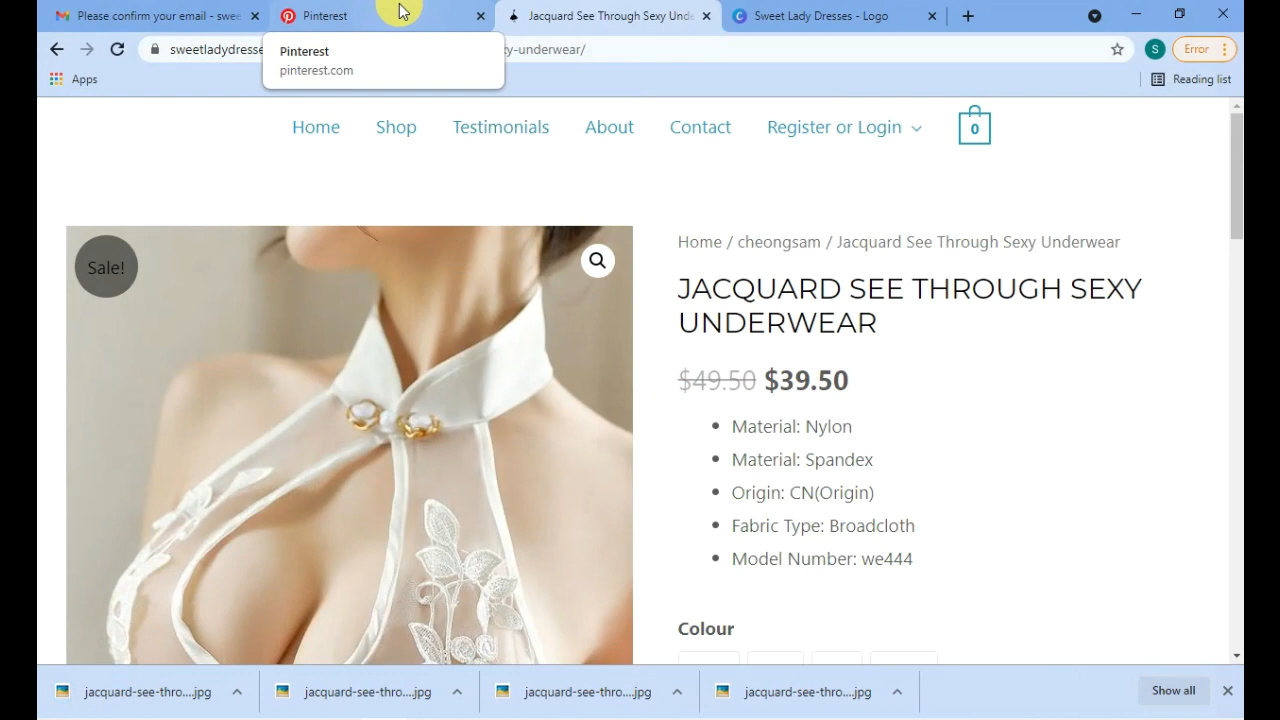 Please confirm your email - swee
Pinterest
Jacquard See Through Sexy Unde
Sweet Lady Dresses - Logo
sweetladydresse
xy-underwear/
S
Error
Pinterest
pinterest.com
Apps
Reading list
Home
Shop
Testimonials
About
Contact
Register or Login
0
Sale!
Home / cheongsam / Jacquard See Through Sexy Underwear
JACQUARD SEE THROUGH SEXY
UNDERWEAR
$49.50 $39.50
Material: Nylon
Material: Spandex
Origin: CN(Origin)
Fabric Type: Broadcloth
Model Number: we444
Colour
jacquard-see-thro....jpg
jacquard-see-thro....jpg
jacquard-see-thro....jpg
jacquard-see-thro....jpg
Show all